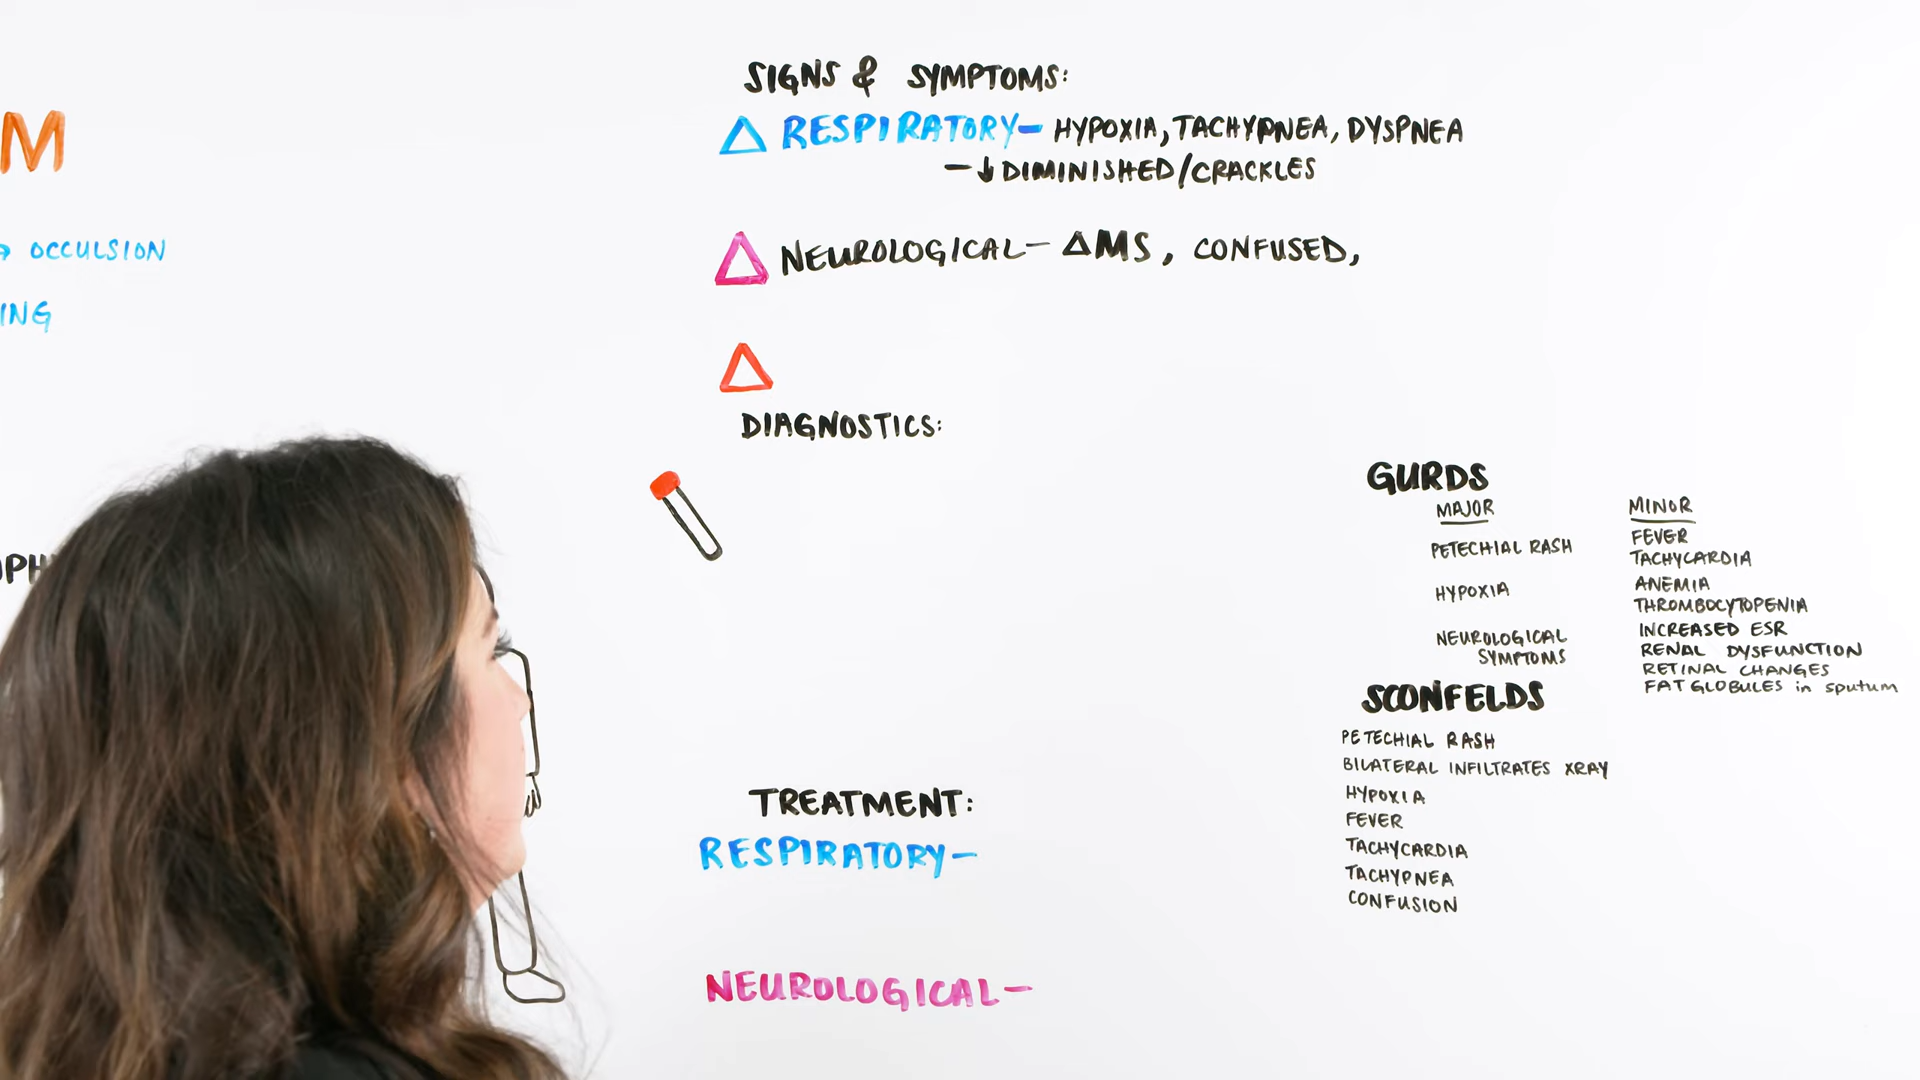 M
OCCULSION
ING
OPH
SIGNS & SYMPTOMS:
△ RESPIRATORY- HYPOXIA, TACHYPNEA, DYSPNEA
- ↓ DIMINISHED/CRACKLES
△ NEUROLOGICAL- ΔMS, CONFUSED,
△
DIAGNOSTICS:
TREATMENT:
RESPIRATORY-
NEUROLOGICAL-
GURDS
MAJOR
PETECHIAL RASH
HYPOXIA
NEUROLOGICAL
SYMPTOMS
MINOR
FEVER
TACHYCARDIA
ANEMIA
THROMBOCYTOPENIA
INCREASED ESR
RENAL DYSFUNCTION
RETINAL CHANGES
FAT GLOBULES in sputum
SCONFELDS
PETECHIAL RASH
BILATERAL INFILTRATES XRAY
HYPOXIA
FEVER
TACHYCARDIA
TACHYPNEA
CONFUSION